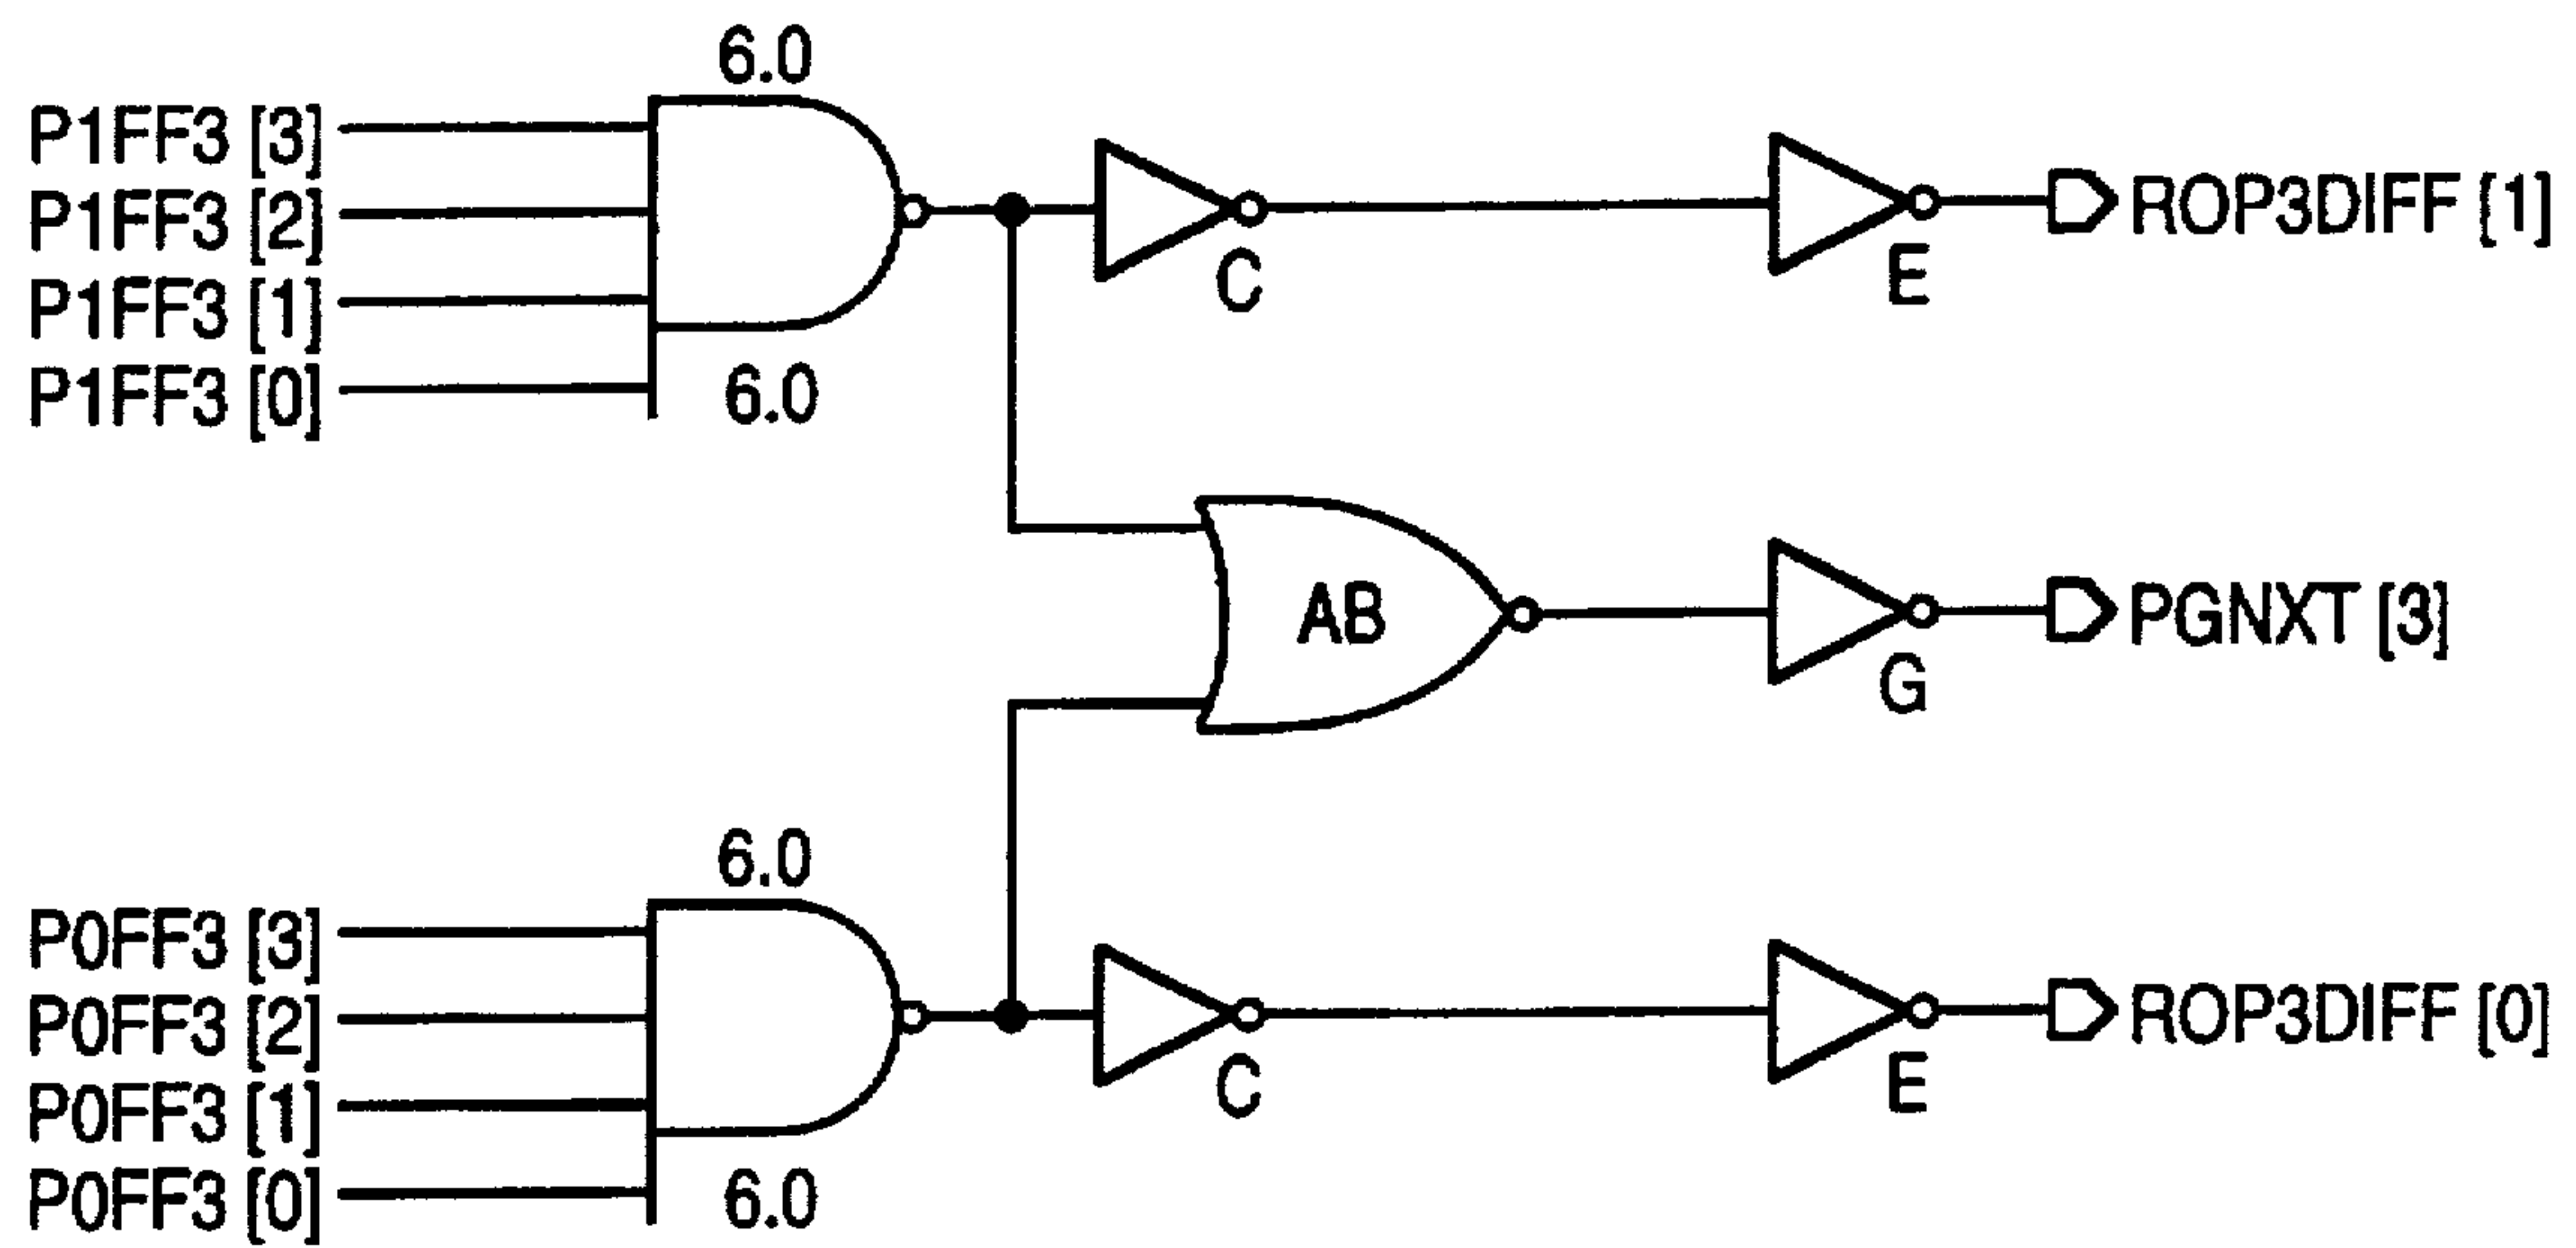 6.0
P1FF3 [3]
P1FF3 [2]
P1FF3 [1]
P1FF3 [0]
6.0
C
E
ROP3DIFF [1]
AB
G
PGNXT [3]
6.0
P0FF3 [3]
P0FF3 [2]
P0FF3 [1]
P0FF3 [0]
6.0
C
E
ROP3DIFF [0]